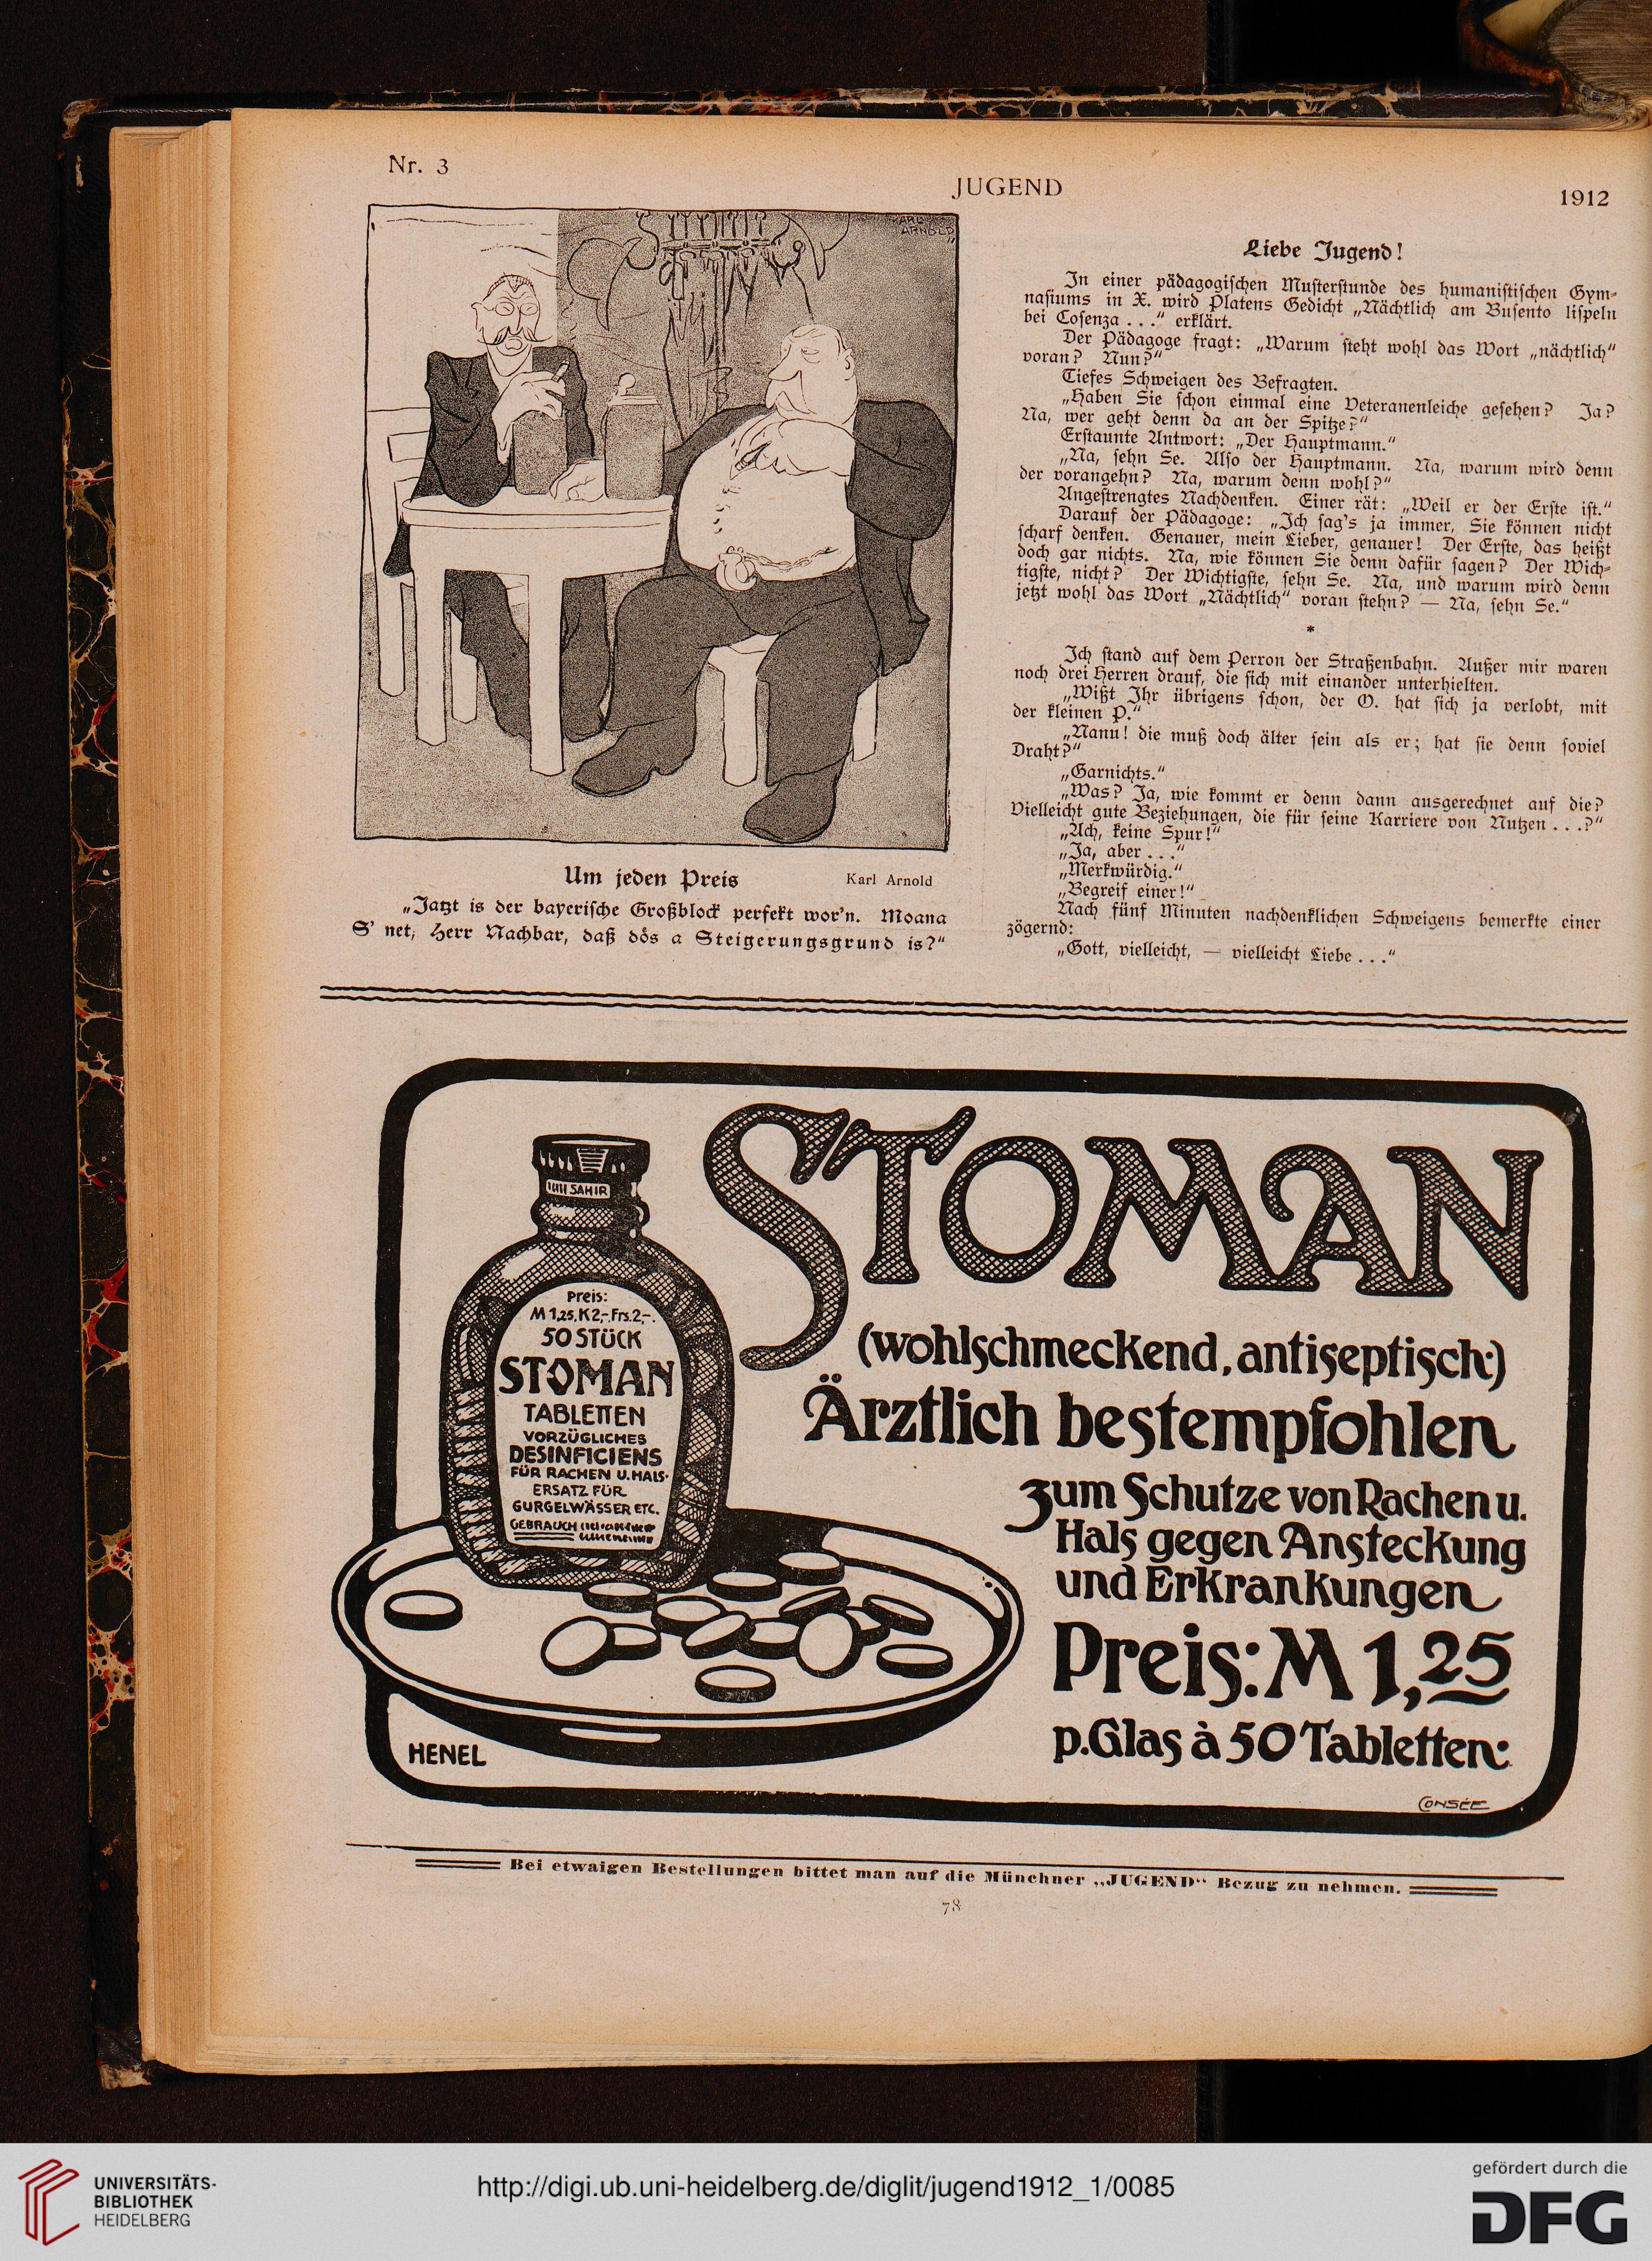 Nr. 3
JUGEND
1912
KARL
ARNOLD
Um jeden Preis
Karl Arnold
„Jatzt is der bayerische Großblock perfekt wor'n. Moana
S' net, Herr Nachbar, daß dös a Steigerungsgrund is?“
Liebe Jugend!
In einer pädagogischen Musterstunde des humanistischen Gym-
nasiums in X. wird Platens Gedicht „Nächtlich am Busento lispeln
bei Cosenza . . .“ erklärt.
Der Pädagoge fragt: „Warum steht wohl das Wort „nächtlich“
voran? Nun?“
Tiefes Schweigen des Befragten.
„Haben Sie schon einmal eine Veteranenleiche gesehen? Ja?
Na, wer geht denn da an der Spitze?“
Erstaunte Antwort: „Der Hauptmann.“
„Na, sehn Se. Also der Hauptmann. Na, warum wird denn
der vorangehn? Na, warum denn wohl?“
Angestrengtes Nachdenken. Einer rät: „Weil er der Erste ist.“
Darauf der Pädagoge: „Ich sag's ja immer, Sie können nicht
scharf denken. Genauer, mein Lieber, genauer! Der Erste, das heißt
doch gar nichts. Na, wie können Sie denn dafür sagen? Der Wich-
tigste, nicht? Der Wichtigste, sehn Se. Na, und warum wird denn
jetzt wohl das Wort „Nächtlich“ voran stehn? — Na, sehn Se.“
*
Ich stand auf dem Perron der Straßenbahn. Außer mir waren
noch drei Herren drauf, die sich mit einander unterhielten.
„Wißt Ihr übrigens schon, der O. hat sich ja verlobt, mit
der kleinen P.“
„Nanu! die muß doch älter sein als er; hat sie denn soviel
Draht?“
„Garnichts.“
„Was? Ja, wie kommt er denn dann ausgerechnet auf die?
Vielleicht gute Beziehungen, die für seine Karriere von Nutzen . . .?“
„Ach, keine Spur!“
„Ja, aber . . .“
„Merkwürdig.“
„Begreif einer!“
Nach fünf Minuten nachdenklichen Schweigens bemerkte einer
zögernd:
„Gott, vielleicht, — vielleicht Liebe . . .“
STOMAN
(wohlschmeckend, antiseptisch)
Ärztlich bestempfohlen
zum Schutze von Rachen u.
Hals gegen Ansteckung
und Erkrankungen
Preis: M 1,25
p. Glas à 50 Tabletten
SAHIR
Preis:
M 1,25, K 2,- Frs. 2,-.
50 STÜCK
STOMAN
TABLETTEN
VORZÜGLICHES
DESINFICIENS
FÜR RACHEN U. HALS-
ERSATZ FÜR
GURGELWÄSSER ETC.
GEBRAUCH
HENEL
CONSÉE
Bei etwaigen Bestellungen bittet man auf die Münchner „JUGEND“ Bezug zu nehmen.
78
UNIVERSITÄTS-
BIBLIOTHEK
HEIDELBERG
http://digi.ub.uni-heidelberg.de/diglit/jugend1912_1/0085
gefördert durch die
DFG